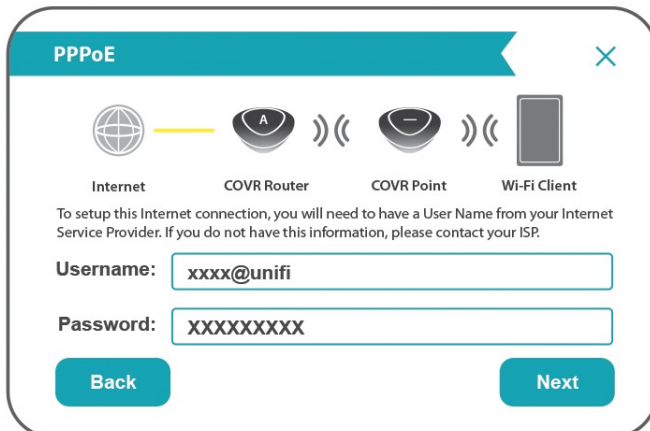 PPPoE
A
Internet
COVR Router
COVR Point
Wi-Fi Client
To setup this Internet connection, you will need to have a User Name from your Internet
Service Provider. If you do not have this information, please contact your ISP.
Username: xxxx@unifi
Password: XXXXXXXXX
Back
Next